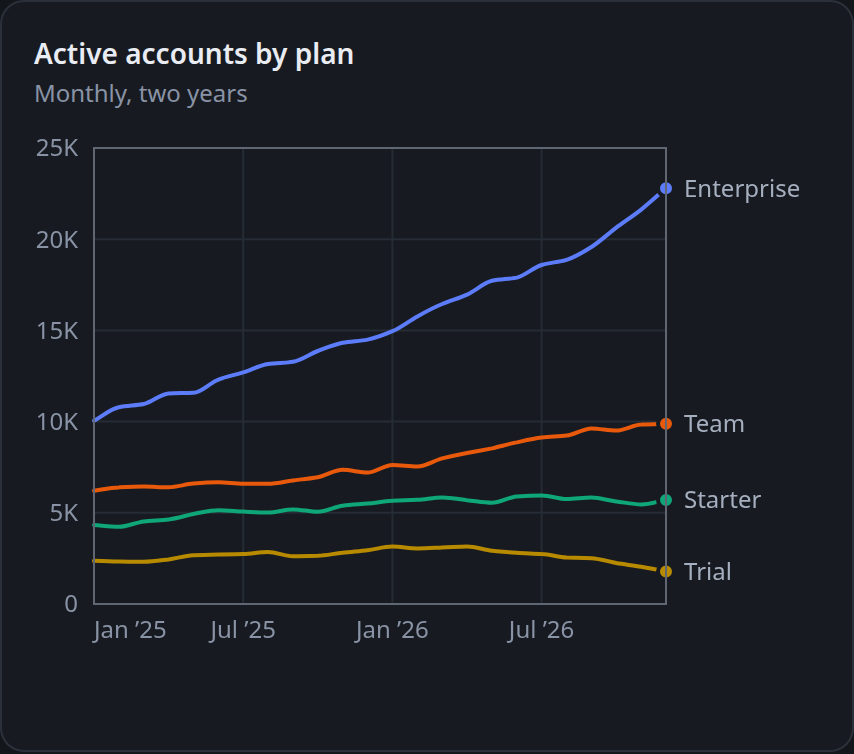 Active accounts by plan
Monthly, two years
25K
20K
15K
10K
5K
0
Enterprise
Team
Starter
Trial
Jan ’25
Jul ’25
Jan ’26
Jul ’26